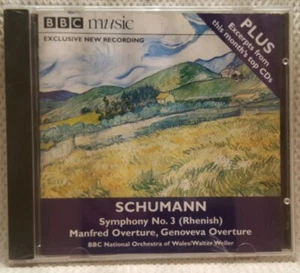 BBC music
EXCLUSIVE NEW RECORDING
PLUS
Excerpts from
this month's top CDs
SCHUMANN
Symphony No. 3 (Rhenish)
Manfred Overture, Genoveva Overture
BBC National Orchestra of Wales/Walter Weller